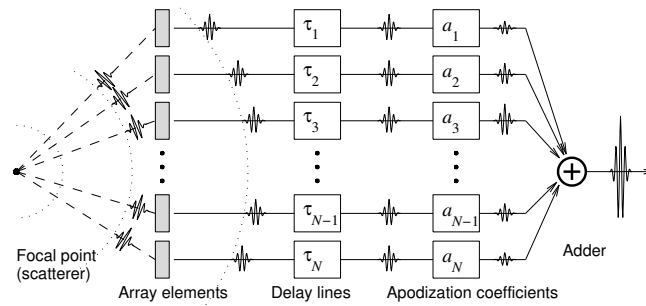 τ1 a1
τ2 a2
τ3 a3
τN−1 aN−1
τN aN
Focal point
(scatterer)
Adder
Array elements Delay lines Apodization coefficients